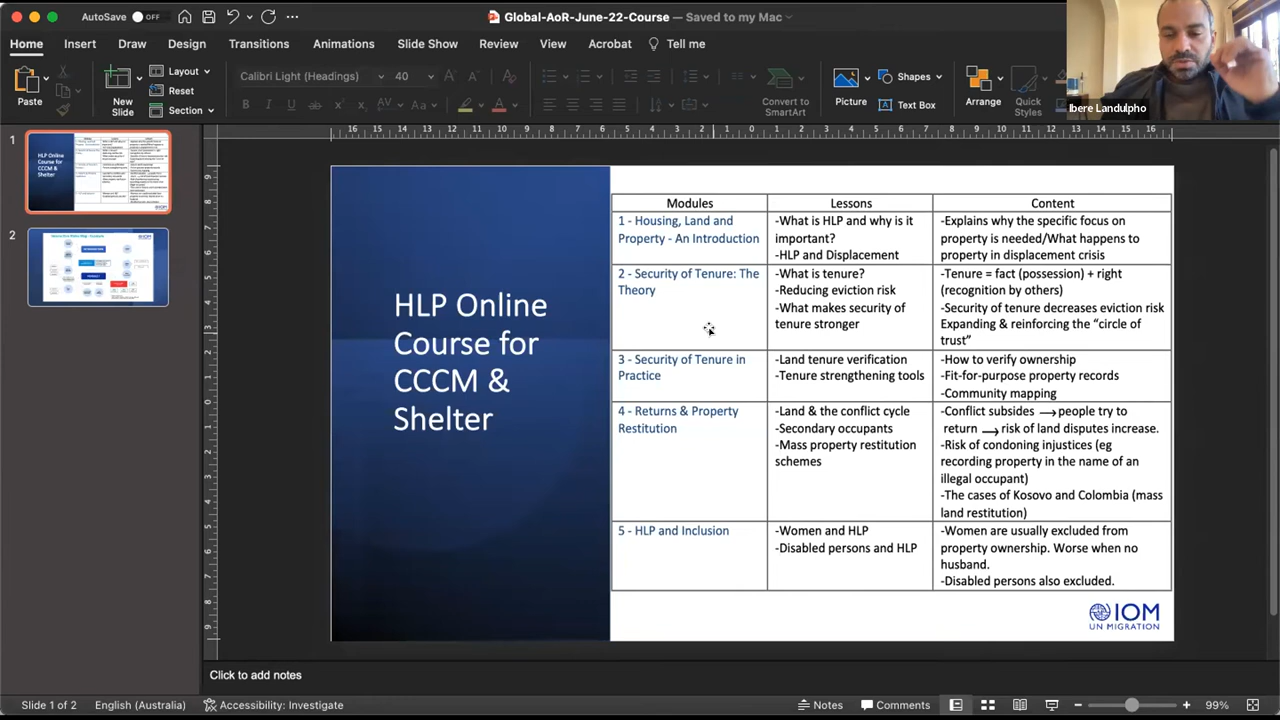 AutoSave OFF
Global-AoR-June-22-Course — Saved to my Mac
Home Insert Draw Design Transitions Animations Slide Show Review View Acrobat Tell me
Paste
New
Slide
Layout
Reset
Section
Calibri Light (Headings) 40
Convert to
SmartArt
Picture
Shapes
Text Box
Arrange
Quick
Styles
Ibere Landulpho
1
2
HLP Online
Course for
CCCM &
Shelter
HLP Online
Course for
CCCM &
Shelter
Modules Lessons Content
1 - Housing, Land and
Property - An Introduction
-What is HLP and why is it
important?
-HLP and Displacement
-Explains why the specific focus on
property is needed/What happens to
property in displacement crisis
2 - Security of Tenure: The
Theory
-What is tenure?
-Reducing eviction risk
-What makes security of
tenure stronger
-Tenure = fact (possession) + right
(recognition by others)
-Security of tenure decreases eviction risk
Expanding & reinforcing the “circle of
trust”
3 - Security of Tenure in
Practice
-Land tenure verification
-Tenure strengthening tools
-How to verify ownership
-Fit-for-purpose property records
-Community mapping
4 - Returns & Property
Restitution
-Land & the conflict cycle
-Secondary occupants
-Mass property restitution
schemes
-Conflict subsides → people try to
return → risk of land disputes increase.
-Risk of condoning injustices (eg
recording property in the name of an
illegal occupant)
-The cases of Kosovo and Colombia (mass
land restitution)
5 - HLP and Inclusion
-Women and HLP
-Disabled persons and HLP
-Women are usually excluded from
property ownership. Worse when no
husband.
-Disabled persons also excluded.
IOM
UN MIGRATION
Click to add notes
Slide 1 of 2 English (Australia) Accessibility: Investigate Notes Comments 99%